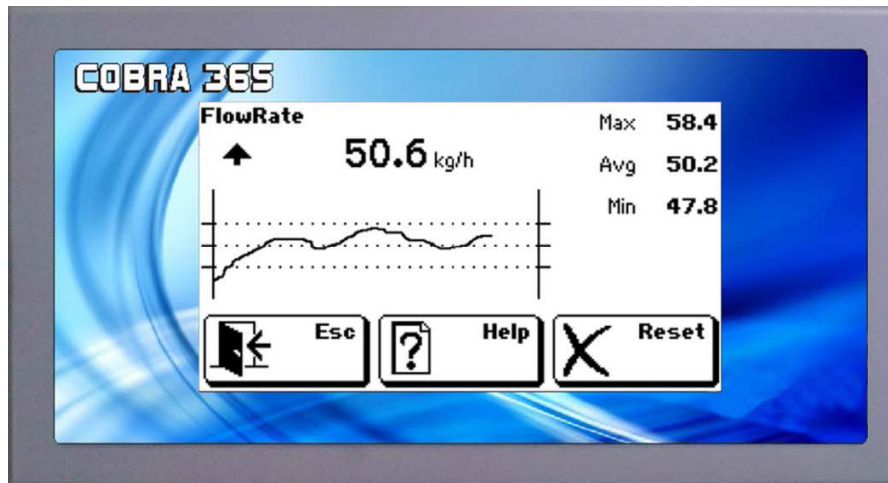 COBRA 365
FlowRate
50.6 kg/h
Max 58.4
Avg 50.2
Min 47.8
Esc
Help
Reset